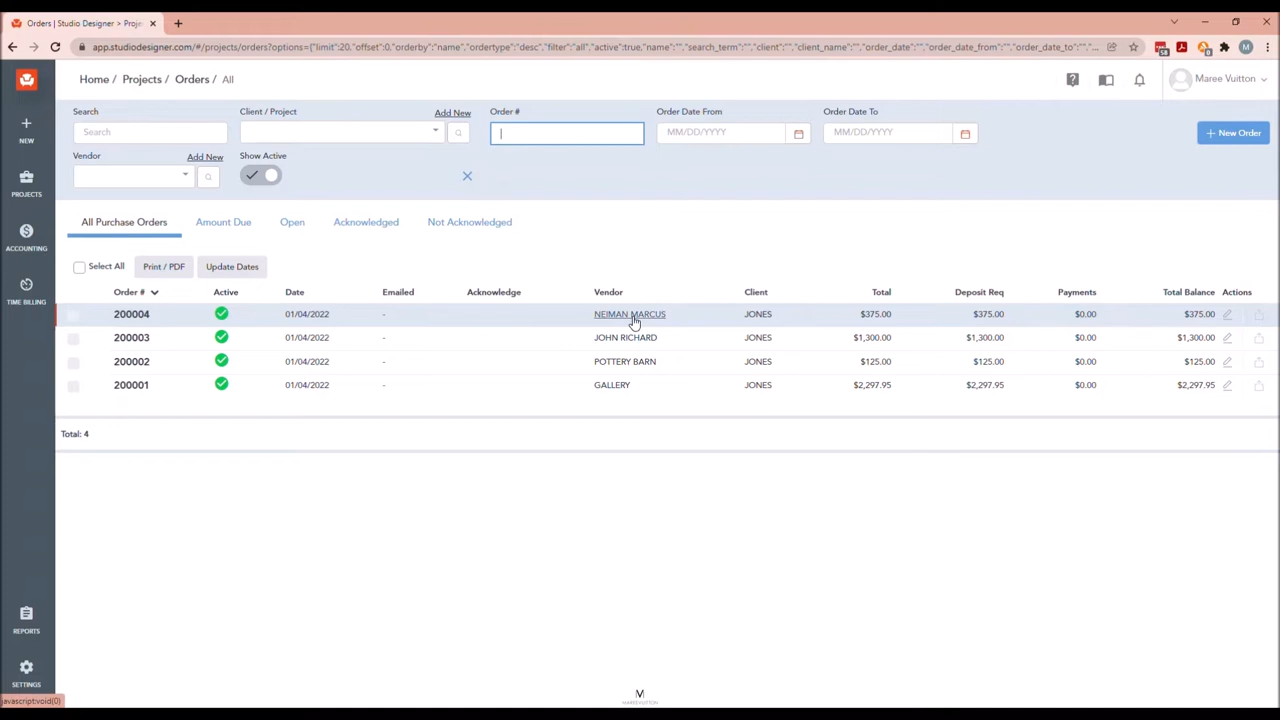 Orders | Studio Designer > Proje
app.studiodesigner.com/#/projects/orders?options={"limit":20,"offset":0,"orderby":"name","ordertype":"desc","filter":"all","active":true,"name":"","search_term":"","client":"","client_name":"","order_date":"","order_date_from":"","order_date_to":"",...
58
0
M
Home / Projects / Orders / All
Maree Vuitton
NEW
PROJECTS
ACCOUNTING
TIME BILLING
REPORTS
SETTINGS
Search
Client / Project Add New
Order #
Order Date From
Order Date To
Search
MM/DD/YYYY
MM/DD/YYYY
+ New Order
Vendor Add New
Show Active
All Purchase Orders Amount Due Open Acknowledged Not Acknowledged
Select All Print / PDF Update Dates
Order # Active Date Emailed Acknowledge Vendor Client Total Deposit Req Payments Total Balance Actions
200004 01/04/2022 - NEIMAN MARCUS JONES $375.00 $375.00 $0.00 $375.00
200003 01/04/2022 - JOHN RICHARD JONES $1,300.00 $1,300.00 $0.00 $1,300.00
200002 01/04/2022 - POTTERY BARN JONES $125.00 $125.00 $0.00 $125.00
200001 01/04/2022 - GALLERY JONES $2,297.95 $2,297.95 $0.00 $2,297.95
Total: 4
M
MAREE VUITTON
javascript:void(0)